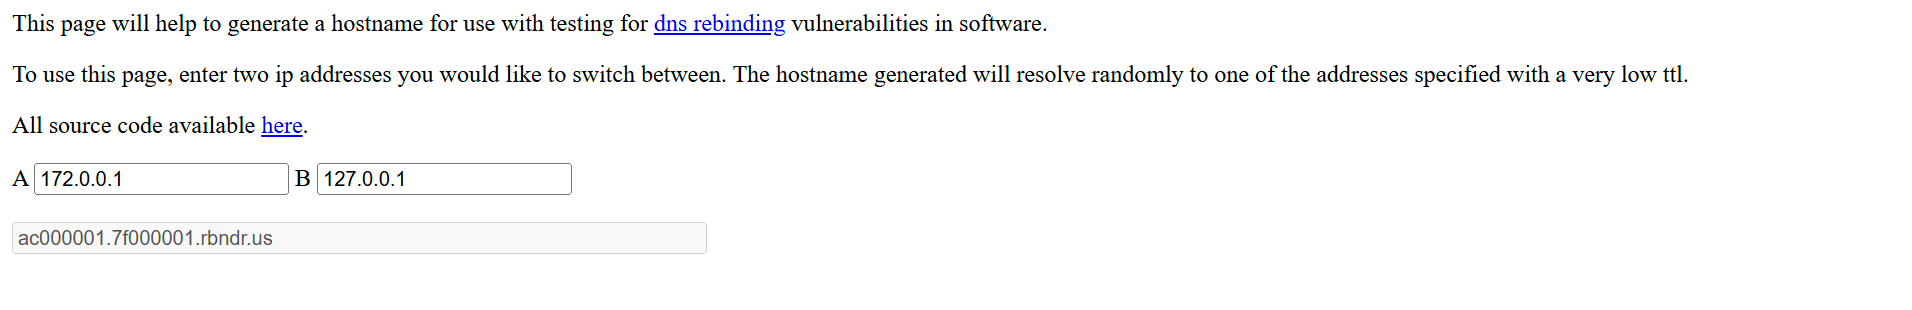 This page will help to generate a hostname for use with testing for dns rebinding vulnerabilities in software.
To use this page, enter two ip addresses you would like to switch between. The hostname generated will resolve randomly to one of the addresses specified with a very low ttl.
All source code available here.
A 172.0.0.1 B 127.0.0.1
ac000001.7f000001.rbndr.us